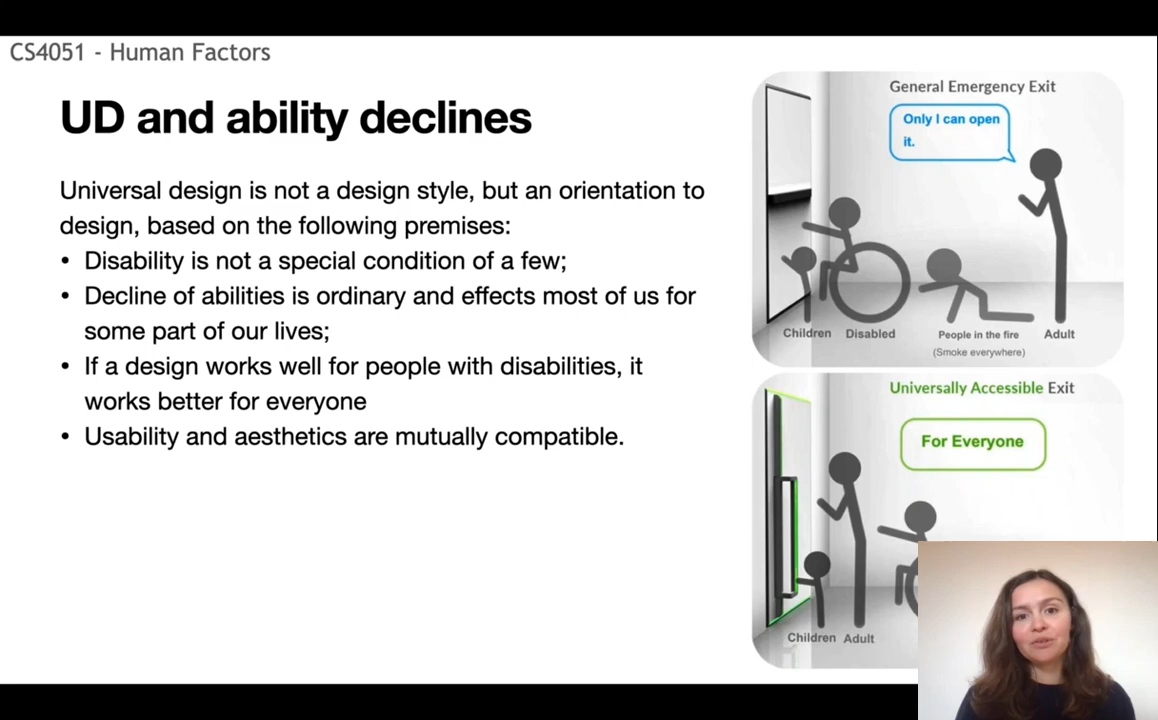 CS4051 - Human Factors
UD and ability declines
Universal design is not a design style, but an orientation to
design, based on the following premises:
• Disability is not a special condition of a few;
• Decline of abilities is ordinary and effects most of us for
some part of our lives;
• If a design works well for people with disabilities, it
works better for everyone
• Usability and aesthetics are mutually compatible.
General Emergency Exit
Only I can open
it.
Children Disabled People in the fire Adult
(Smoke everywhere)
Universally Accessible Exit
For Everyone
Children Adult